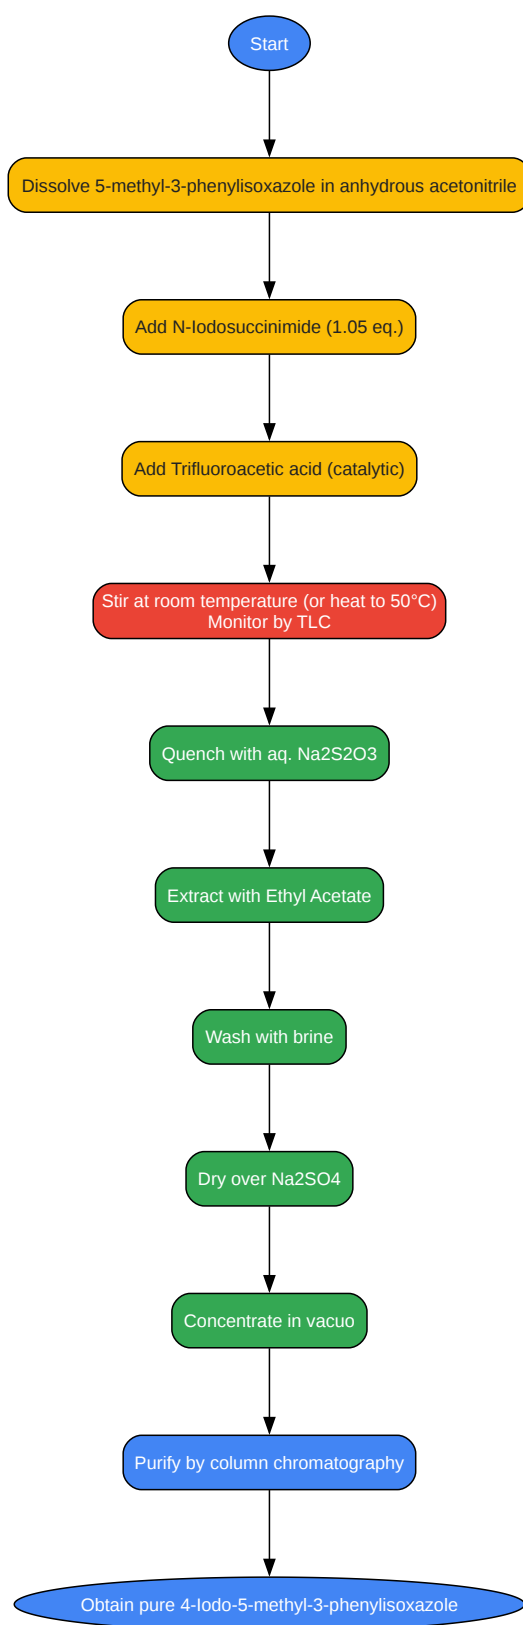 Start
Dissolve 5-methyl-3-phenylisoxazole in anhydrous acetonitrile
Add N-Iodosuccinimide (1.05 eq.)
Add Trifluoroacetic acid (catalytic)
Stir at room temperature (or heat to 50°C)
Monitor by TLC
Quench with aq. Na2S2O3
Extract with Ethyl Acetate
Wash with brine
Dry over Na2SO4
Concentrate in vacuo
Purify by column chromatography
Obtain pure 4-Iodo-5-methyl-3-phenylisoxazole